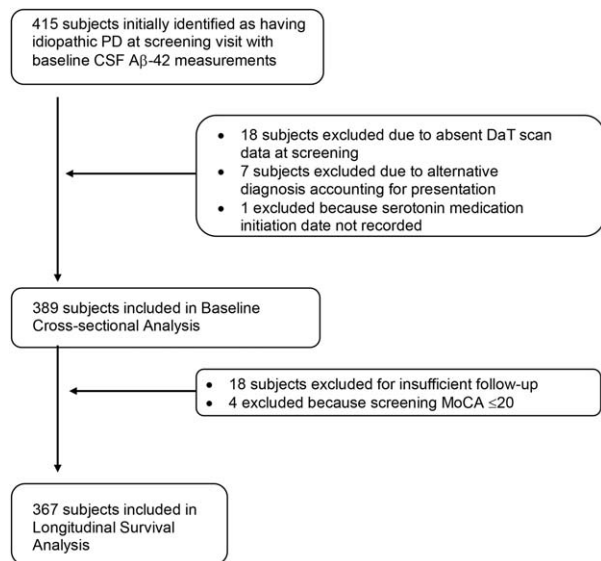 415 subjects initially identified as having
idiopathic PD at screening visit with
baseline CSF Aβ-42 measurements
• 18 subjects excluded due to absent DaT scan
data at screening
• 7 subjects excluded due to alternative
diagnosis accounting for presentation
• 1 excluded because serotonin medication
initiation date not recorded
389 subjects included in Baseline
Cross-sectional Analysis
• 18 subjects excluded for insufficient follow-up
• 4 excluded because screening MoCA ≤20
367 subjects included in
Longitudinal Survival
Analysis